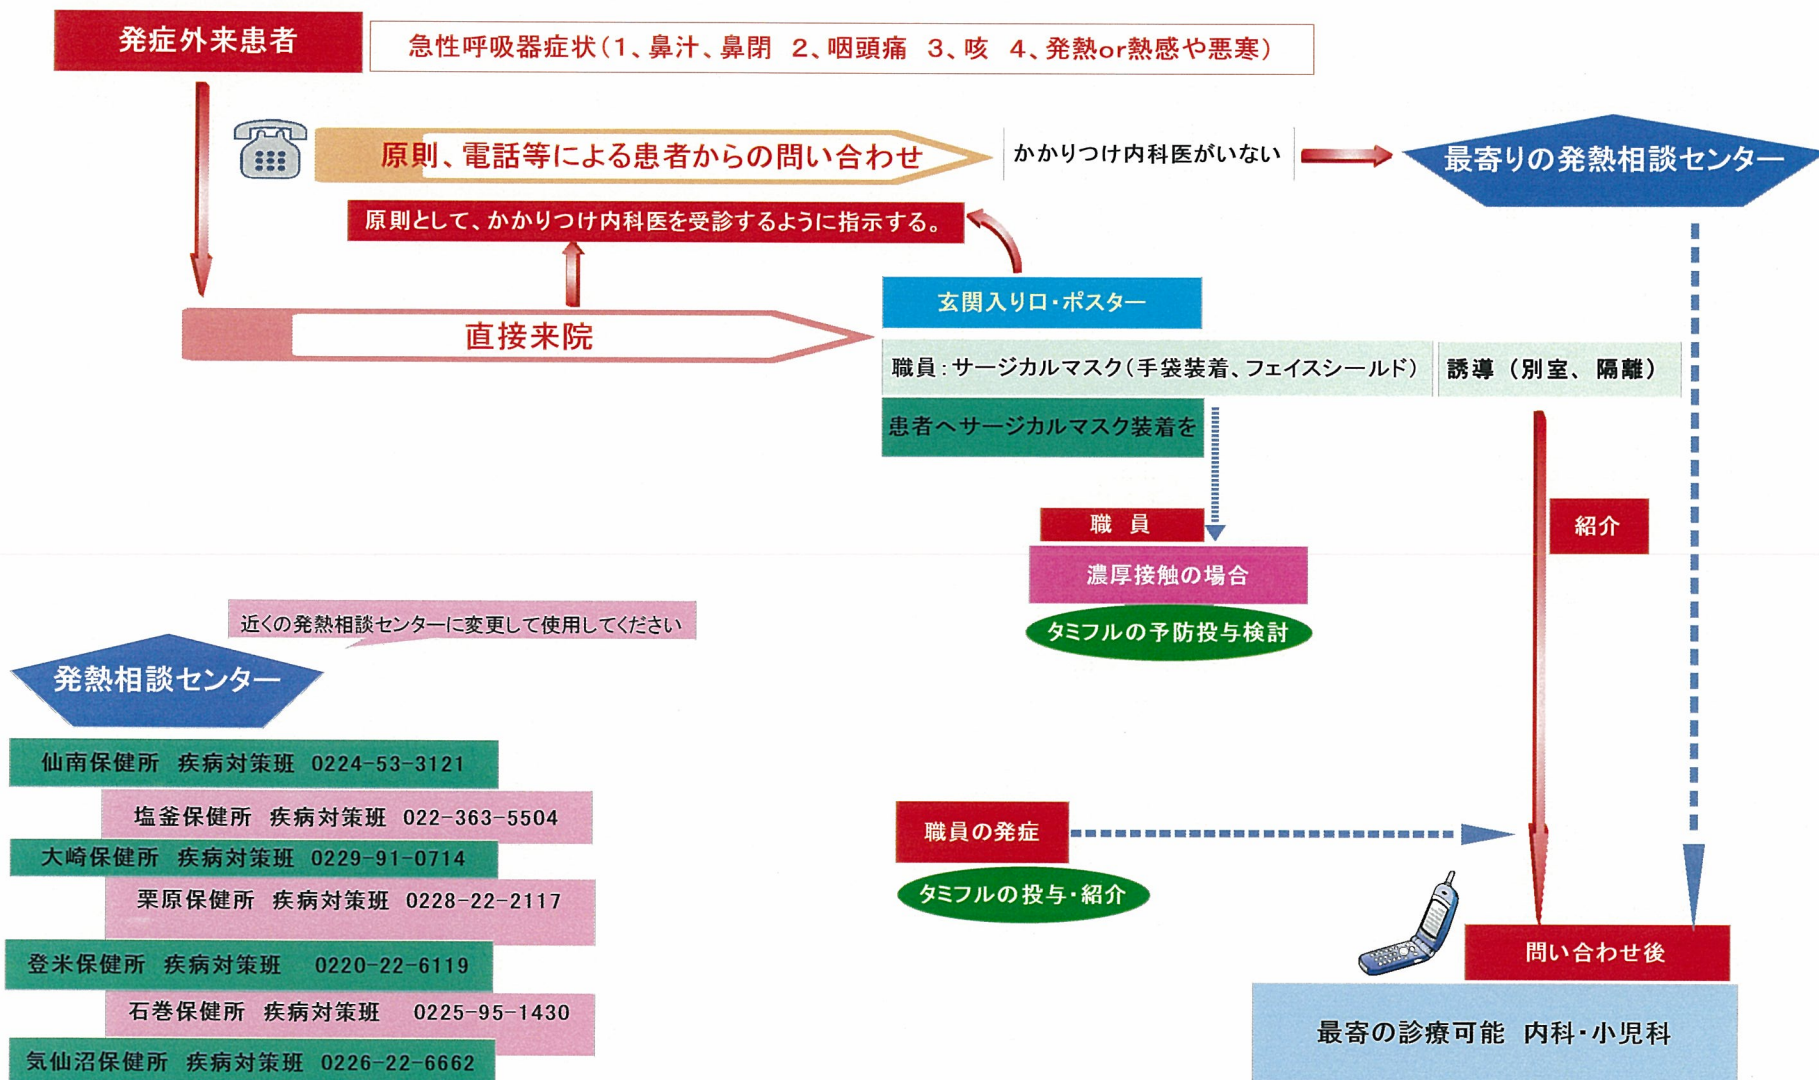 発症外来患者
急性呼吸器症状（1、鼻汁、鼻閉 2、咽頭痛 3、咳 4、発熱or熱感や悪寒）
原則、電話等による患者からの問い合わせ
かかりつけ内科医がいない
最寄りの発熱相談センター
原則として、かかりつけ内科医を受診するように指示する。
玄関入り口・ポスター
直接来院
職員：サージカルマスク（手袋装着、フェイスシールド）
誘導（別室、隔離）
患者へサージカルマスク装着を
職 員
紹介
濃厚接触の場合
タミフルの予防投与検討
近くの発熱相談センターに変更して使用してください
発熱相談センター
仙南保健所 疾病対策班 0224-53-3121
塩釜保健所 疾病対策班 022-363-5504
大崎保健所 疾病対策班 0229-91-0714
栗原保健所 疾病対策班 0228-22-2117
登米保健所 疾病対策班 0220-22-6119
石巻保健所 疾病対策班 0225-95-1430
気仙沼保健所 疾病対策班 0226-22-6662
職員の発症
タミフルの投与・紹介
問い合わせ後
最寄の診療可能 内科・小児科